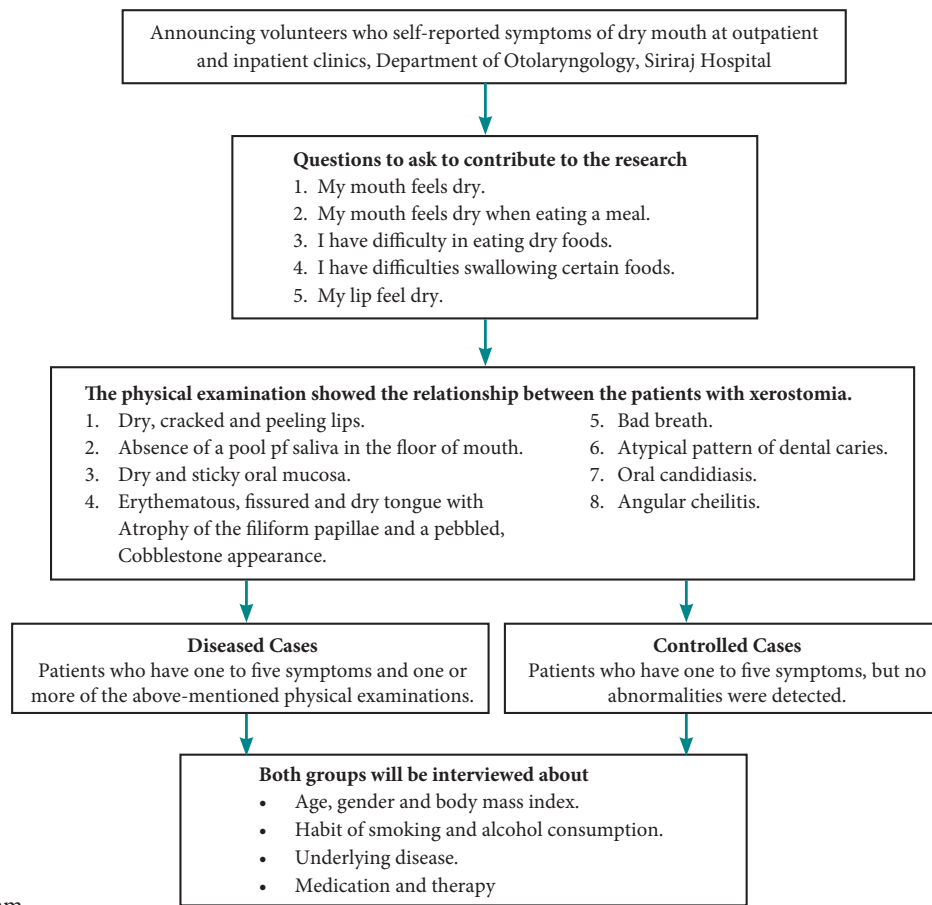 Announcing volunteers who self-reported symptoms of dry mouth at outpatient
and inpatient clinics, Department of Otolaryngology, Siriraj Hospital
Questions to ask to contribute to the research
1. My mouth feels dry.
2. My mouth feels dry when eating a meal.
3. I have difficulty in eating dry foods.
4. I have difficulties swallowing certain foods.
5. My lip feel dry.
The physical examination showed the relationship between the patients with xerostomia.
1. Dry, cracked and peeling lips.
2. Absence of a pool pf saliva in the floor of mouth.
3. Dry and sticky oral mucosa.
4. Erythematous, fissured and dry tongue with
Atrophy of the filiform papillae and a pebbled,
Cobblestone appearance.
5. Bad breath.
6. Atypical pattern of dental caries.
7. Oral candidiasis.
8. Angular cheilitis.
Diseased Cases
Patients who have one to five symptoms and one or
more of the above-mentioned physical examinations.
Controlled Cases
Patients who have one to five symptoms, but no
abnormalities were detected.
Both groups will be interviewed about
• Age, gender and body mass index.
• Habit of smoking and alcohol consumption.
• Underlying disease.
• Medication and therapy